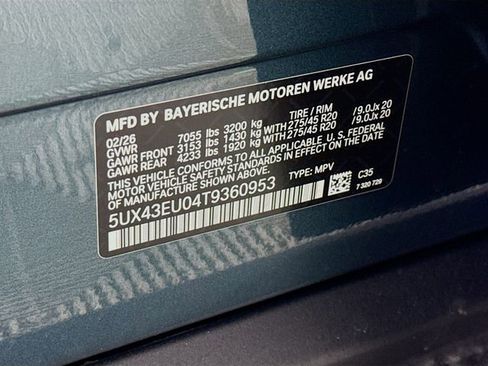 MFD BY BAYERISCHE MOTOREN WERKE AG
02/26 TIRE / RIM
GVWR 7055 lbs 3200 kg
GAWR FRONT 3153 lbs 1430 kg 275/45 R20 / 9.0Jx 20
GAWR REAR 4233 lbs 1920 kg 275/45 R20 / 9.0Jx 20
THIS VEHICLE CONFORMS TO ALL APPLICABLE U.S. FEDERAL
MOTOR VEHICLE SAFETY STANDARDS IN EFFECT ON THE
DATE OF MANUFACTURE SHOWN ABOVE.
5UX43EU04T9360953 TYPE: MPV C35
7 320 729